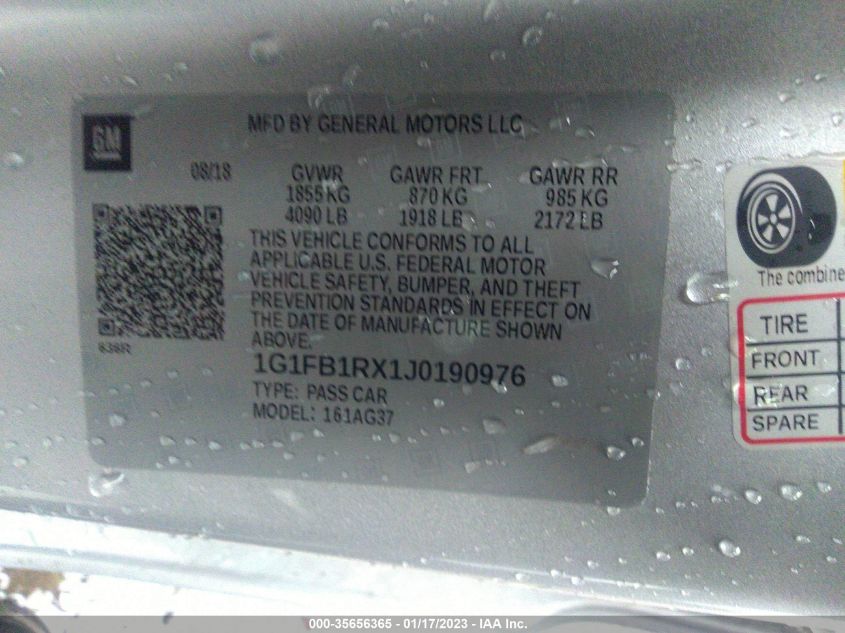 GM
MFD BY GENERAL MOTORS LLC
08/18
GVWR GAWR FRT GAWR RR
1855 KG 870 KG 985 KG
4090 LB 1918 LB 2172 LB
THIS VEHICLE CONFORMS TO ALL
APPLICABLE U.S. FEDERAL MOTOR
VEHICLE SAFETY, BUMPER, AND THEFT
PREVENTION STANDARDS IN EFFECT ON
THE DATE OF MANUFACTURE SHOWN
ABOVE.
1G1FB1RX1J0190976
TYPE: PASS CAR
MODEL: 161AG37
The combine
TIRE
FRONT
REAR
SPARE
000-35656365 - 01/17/2023 - IAA Inc.